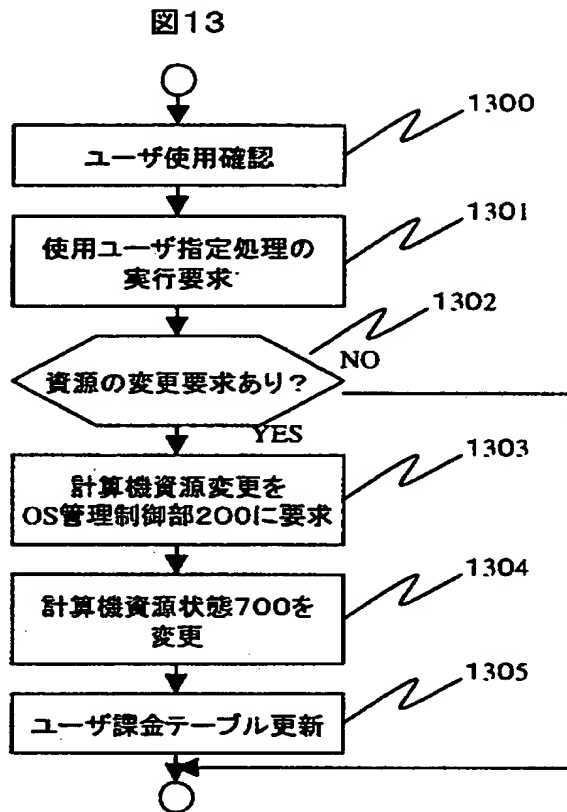 図13
1300
ユーザ使用確認
1301
使用ユーザ指定処理の
実行要求
1302
資源の変更要求あり?
NO
YES
1303
計算機資源変更を
OS管理制御部200に要求
1304
計算機資源状態700を
変更
1305
ユーザ課金テーブル更新